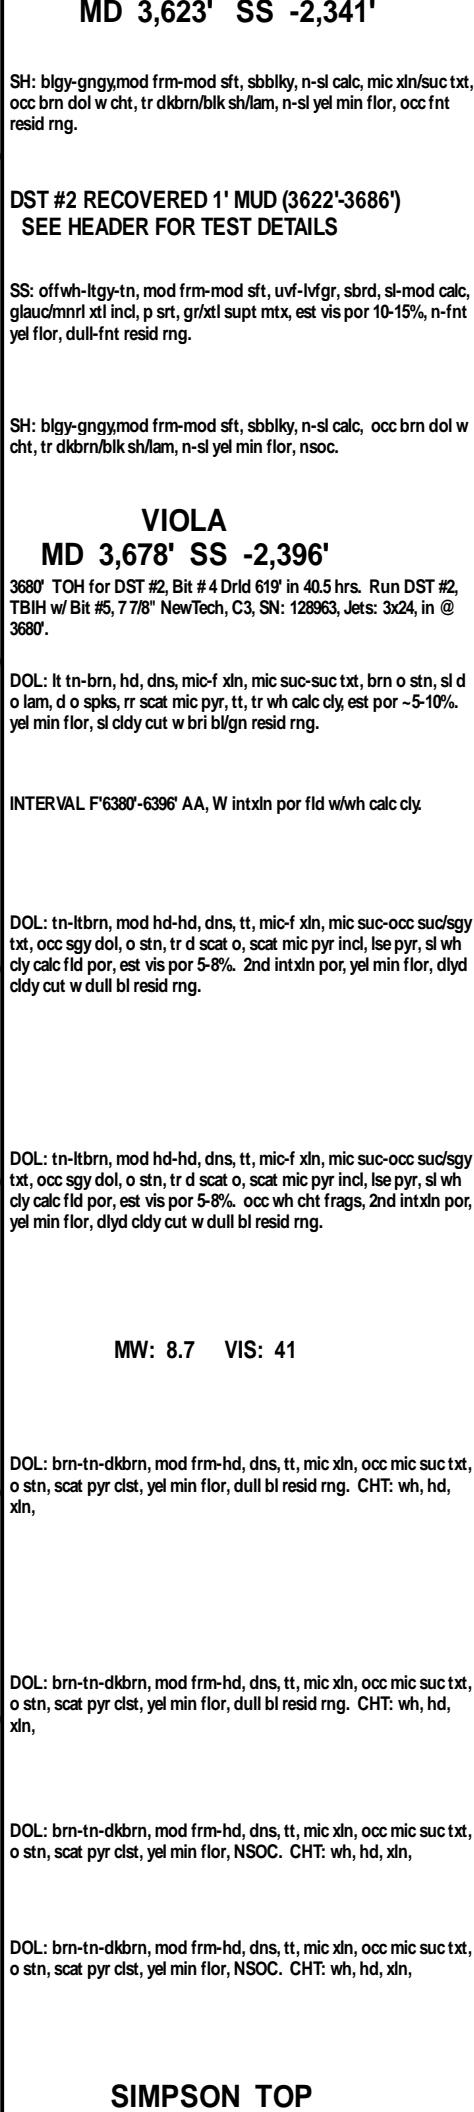 MD 3,623' SS -2,341'
SH: blgy-gngy,mod frm-mod sft, sbblky, n-sl calc, mic xln/suc txt,
occ brn dol w cht, tr dkbrn/blk sh/lam, n-sl yel min flor, occ fnt
resid rng.
DST #2 RECOVERED 1' MUD (3622'-3686')
SEE HEADER FOR TEST DETAILS
SS: offwh-ltgy-tn, mod frm-mod sft, uvf-lvfgr, sbrd, sl-mod calc,
glauc/mnrl xtl incl, p srt, gr/xtl supt mtx, est vis por 10-15%, n-fnt
yel flor, dull-fnt resid rng.
SH: blgy-gngy,mod frm-mod sft, sbblky, n-sl calc, occ brn dol w
cht, tr dkbrn/blk sh/lam, n-sl yel min flor, nsoc.
VIOLA
MD 3,678' SS -2,396'
3680' TOH for DST #2, Bit # 4 Drld 619' in 40.5 hrs. Run DST #2,
TBIH w/ Bit #5, 7 7/8" NewTech, C3, SN: 128963, Jets: 3x24, in @
3680'.
DOL: lt tn-brn, hd, dns, mic-f xln, mic suc-suc txt, brn o stn, sl d
o lam, d o spks, rr scat mic pyr, tt, tr wh calc cly, est por ~5-10%.
yel min flor, sl cldy cut w bri bl/gn resid rng.
INTERVAL F'6380'-6396' AA, W intxln por fld w/wh calc cly.
DOL: tn-ltbrn, mod hd-hd, dns, tt, mic-f xln, mic suc-occ suc/sgy
txt, occ sgy dol, o stn, tr d scat o, scat mic pyr incl, lse pyr, sl wh
cly calc fld por, est vis por 5-8%. 2nd intxln por, yel min flor, dlyd
cldy cut w dull bl resid rng.
DOL: tn-ltbrn, mod hd-hd, dns, tt, mic-f xln, mic suc-occ suc/sgy
txt, occ sgy dol, o stn, tr d scat o, scat mic pyr incl, lse pyr, sl wh
cly calc fld por, est vis por 5-8%. occ wh cht frags, 2nd intxln por,
yel min flor, dlyd cldy cut w dull bl resid rng.
MW: 8.7 VIS: 41
DOL: brn-tn-dkbrn, mod frm-hd, dns, tt, mic xln, occ mic suc txt,
o stn, scat pyr clst, yel min flor, dull bl resid rng. CHT: wh, hd,
xln,
DOL: brn-tn-dkbrn, mod frm-hd, dns, tt, mic xln, occ mic suc txt,
o stn, scat pyr clst, yel min flor, dull bl resid rng. CHT: wh, hd,
xln,
DOL: brn-tn-dkbrn, mod frm-hd, dns, tt, mic xln, occ mic suc txt,
o stn, scat pyr clst, yel min flor, NSOC. CHT: wh, hd, xln,
DOL: brn-tn-dkbrn, mod frm-hd, dns, tt, mic xln, occ mic suc txt,
o stn, scat pyr clst, yel min flor, NSOC. CHT: wh, hd, xln,
SIMPSON TOP